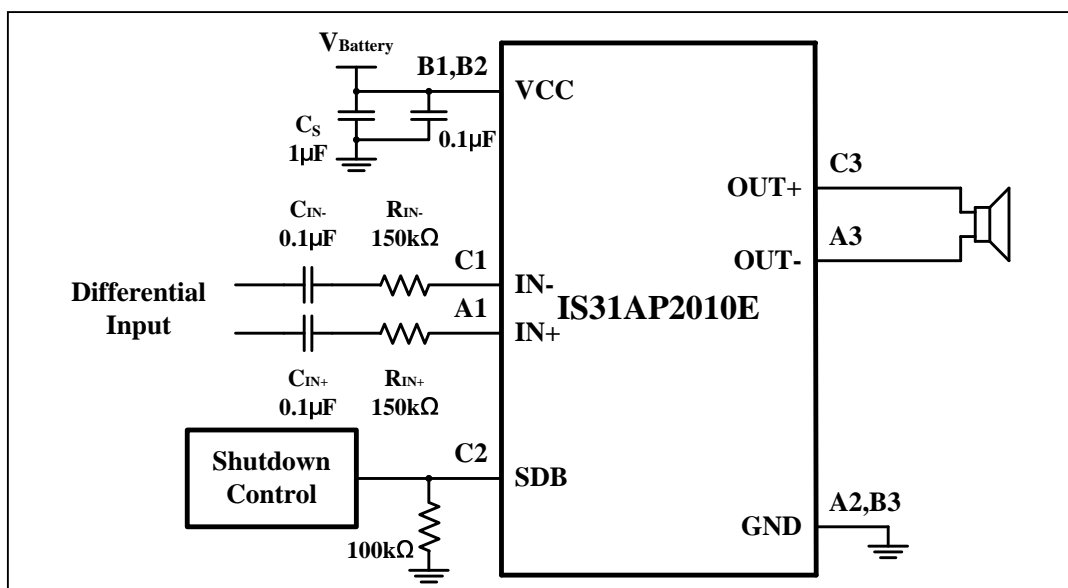 VBattery
B1,B2
VCC
CS
1μF
0.1μF
CIN-
0.1μF
RIN-
150kΩ
C1
IN-
Differential
Input
A1
IN+
CIN+
0.1μF
RIN+
150kΩ
IS31AP2010E
OUT+
C3
OUT-
A3
Shutdown
Control
C2
SDB
100kΩ
GND
A2,B3